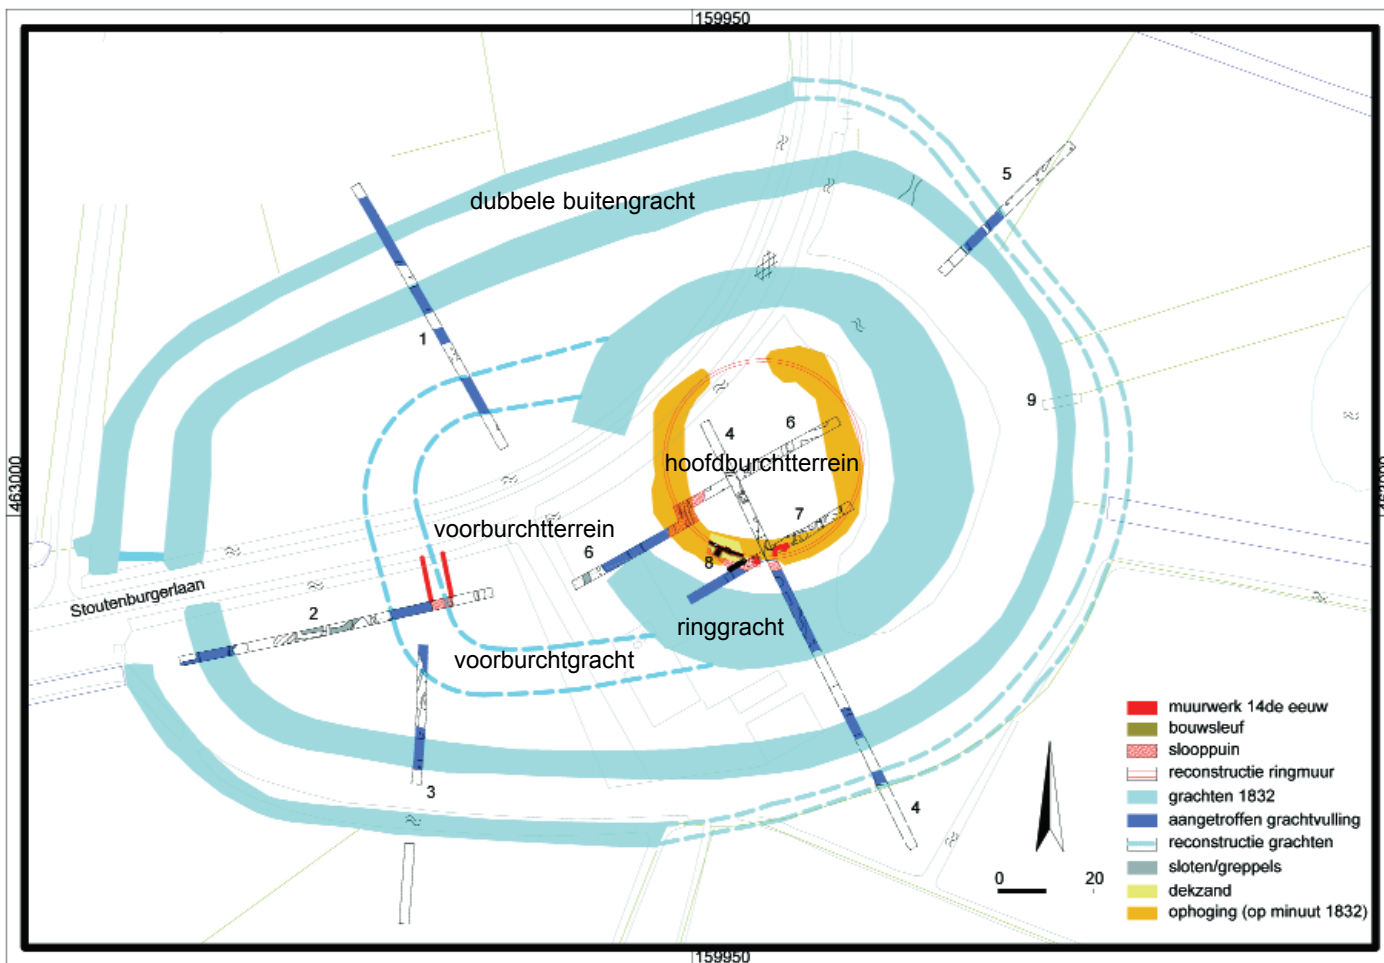 159950
5
dubbele buitengracht
1
9
4
6
hoofdburchtterrein
463000
463000
7
voorburchtterrein
8
6
Stoutenburgerlaan
2
ringgracht
voorburchtgracht
3
4
muurwerk 14de eeuw
bouwsleuf
slooppuin
reconstructie ringmuur
grachten 1832
aangetroffen grachtvulling
reconstructie grachten
sloten/greppels
dekzand
ophoging (op minuut 1832)
0
20
159950